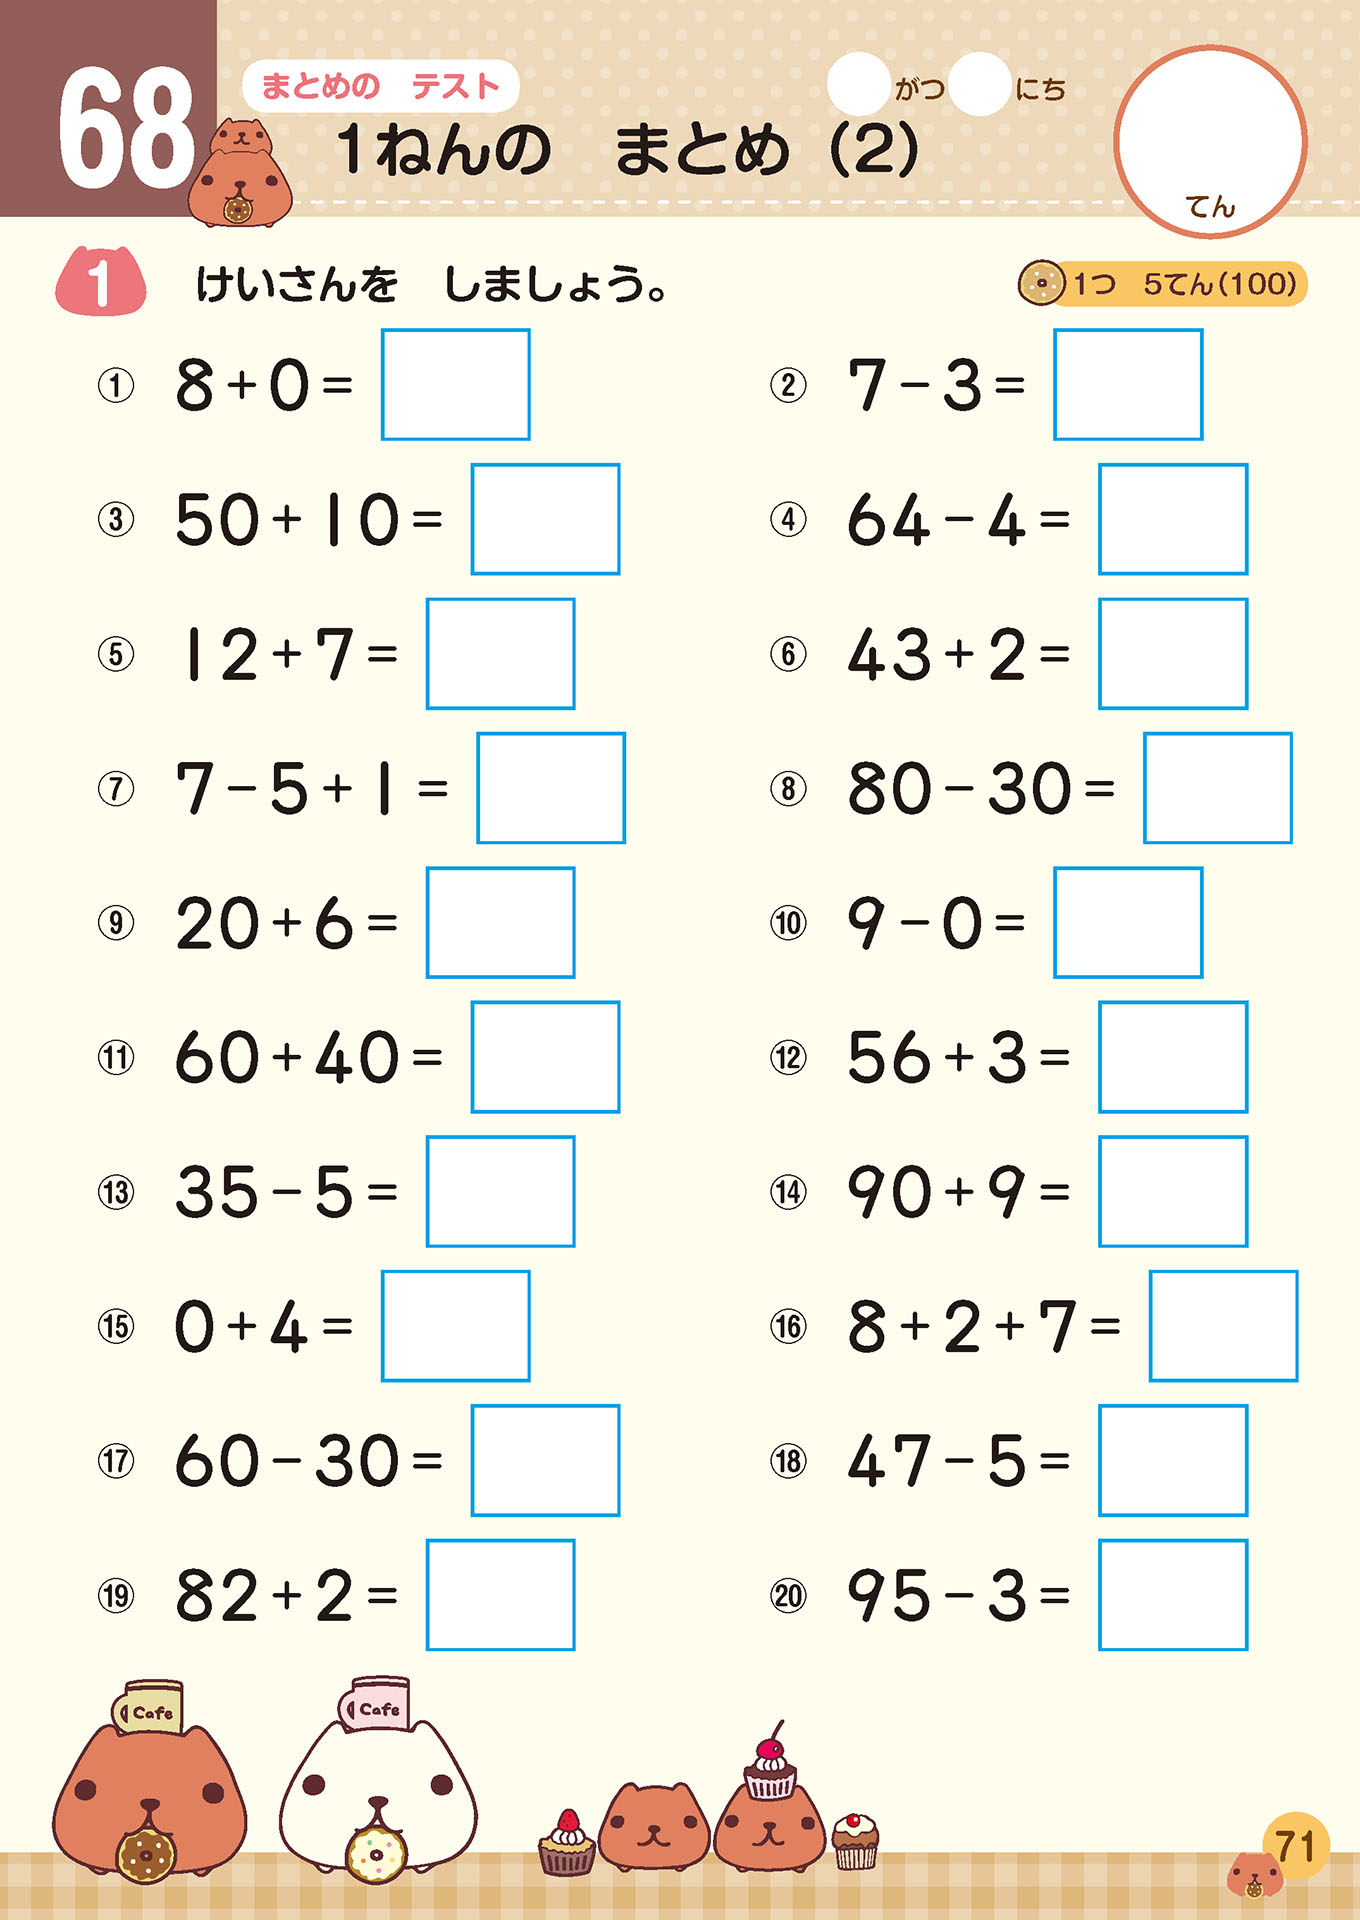 68
まとめの テスト
がつ にち
1ねんの まとめ (2)
てん
1 けいさんを しましょう。
1つ 5てん(100)
① 8+0=
② 7-3=
③ 50+10=
④ 64-4=
⑤ 12+7=
⑥ 43+2=
⑦ 7-5+1=
⑧ 80-30=
⑨ 20+6=
⑩ 9-0=
⑪ 60+40=
⑫ 56+3=
⑬ 35-5=
⑭ 90+9=
⑮ 0+4=
⑯ 8+2+7=
⑰ 60-30=
⑱ 47-5=
⑲ 82+2=
⑳ 95-3=
Cafe
Cafe
71